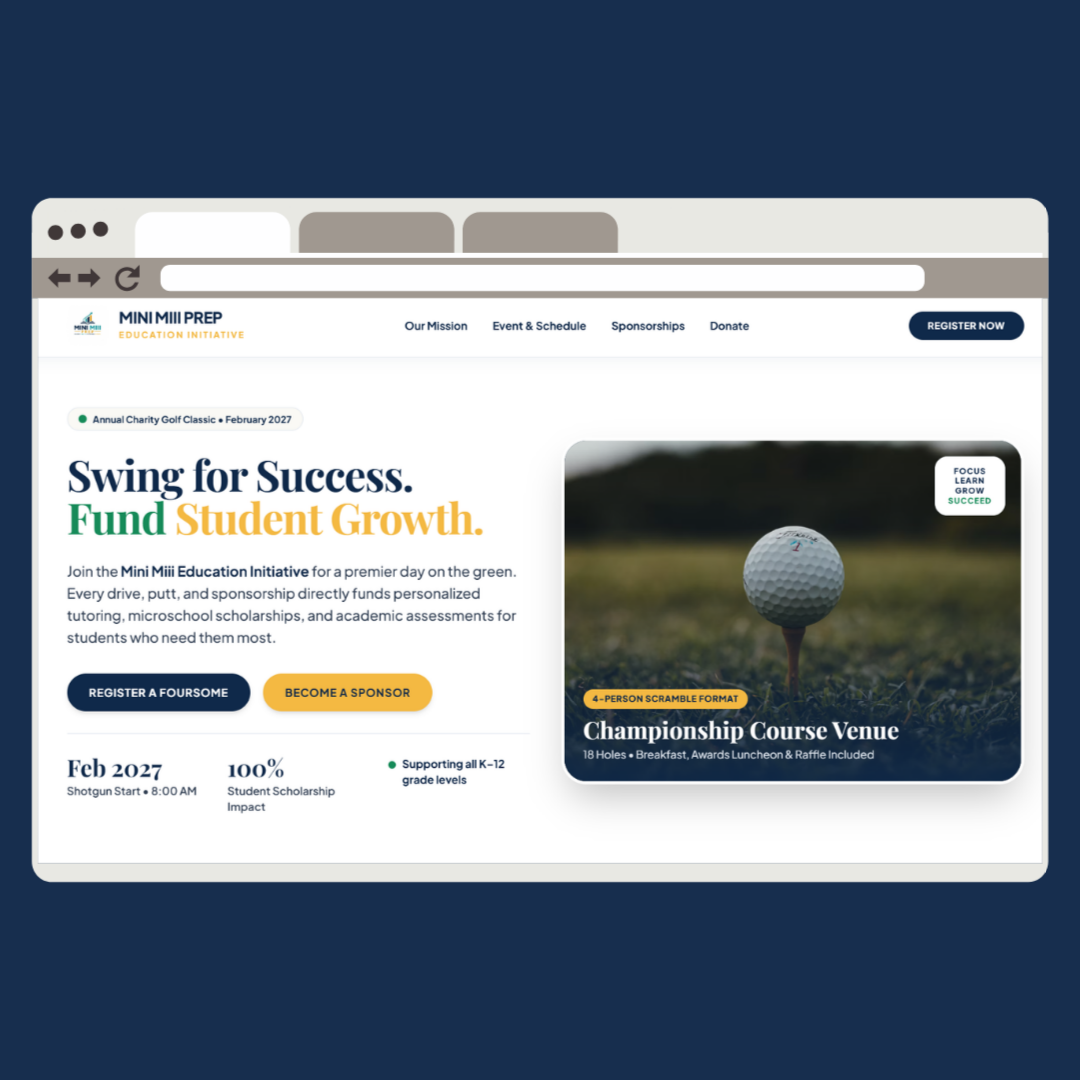 MINI MIII PREP
MINI MIII PREP
EDUCATION INITIATIVE
Our Mission
Event & Schedule
Sponsorships
Donate
REGISTER NOW
Annual Charity Golf Classic • February 2027
Swing for Success.
Fund Student Growth.
Join the Mini Miii Education Initiative for a premier day on the green.
Every drive, putt, and sponsorship directly funds personalized
tutoring, microschool scholarships, and academic assessments for
students who need them most.
REGISTER A FOURSOME
BECOME A SPONSOR
Feb 2027
Shotgun Start • 8:00 AM
100%
Student Scholarship
Impact
Supporting all K–12
grade levels
FOCUS
LEARN
GROW
SUCCEED
4-PERSON SCRAMBLE FORMAT
Championship Course Venue
18 Holes • Breakfast, Awards Luncheon & Raffle Included